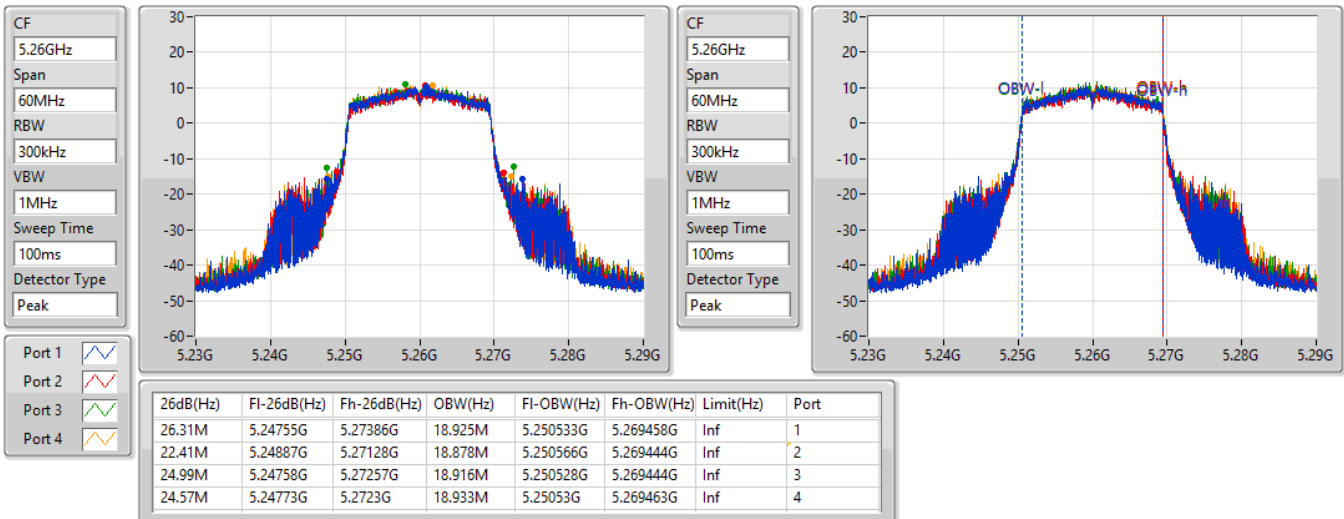 CF
5.26GHz
Span
60MHz
RBW
300kHz
VBW
1MHz
Sweep Time
100ms
Detector Type
Peak
30
20
10
0
-10
-20
-30
-40
-50
-60
5.23G 5.24G 5.25G 5.26G 5.27G 5.28G 5.29G
CF
5.26GHz
Span
60MHz
RBW
300kHz
VBW
1MHz
Sweep Time
100ms
Detector Type
Peak
30
20
10
0
-10
-20
-30
-40
-50
-60
OBW-l OBW-h
5.23G 5.24G 5.25G 5.26G 5.27G 5.28G 5.29G
Port 1
Port 2
Port 3
Port 4
26dB(Hz) Fl-26dB(Hz) Fh-26dB(Hz) OBW(Hz) Fl-OBW(Hz) Fh-OBW(Hz) Limit(Hz) Port
26.31M 5.24755G 5.27386G 18.925M 5.250533G 5.269458G Inf 1
22.41M 5.24887G 5.27128G 18.878M 5.250566G 5.269444G Inf 2
24.99M 5.24758G 5.27257G 18.916M 5.250528G 5.269444G Inf 3
24.57M 5.24773G 5.2723G 18.933M 5.25053G 5.269463G Inf 4